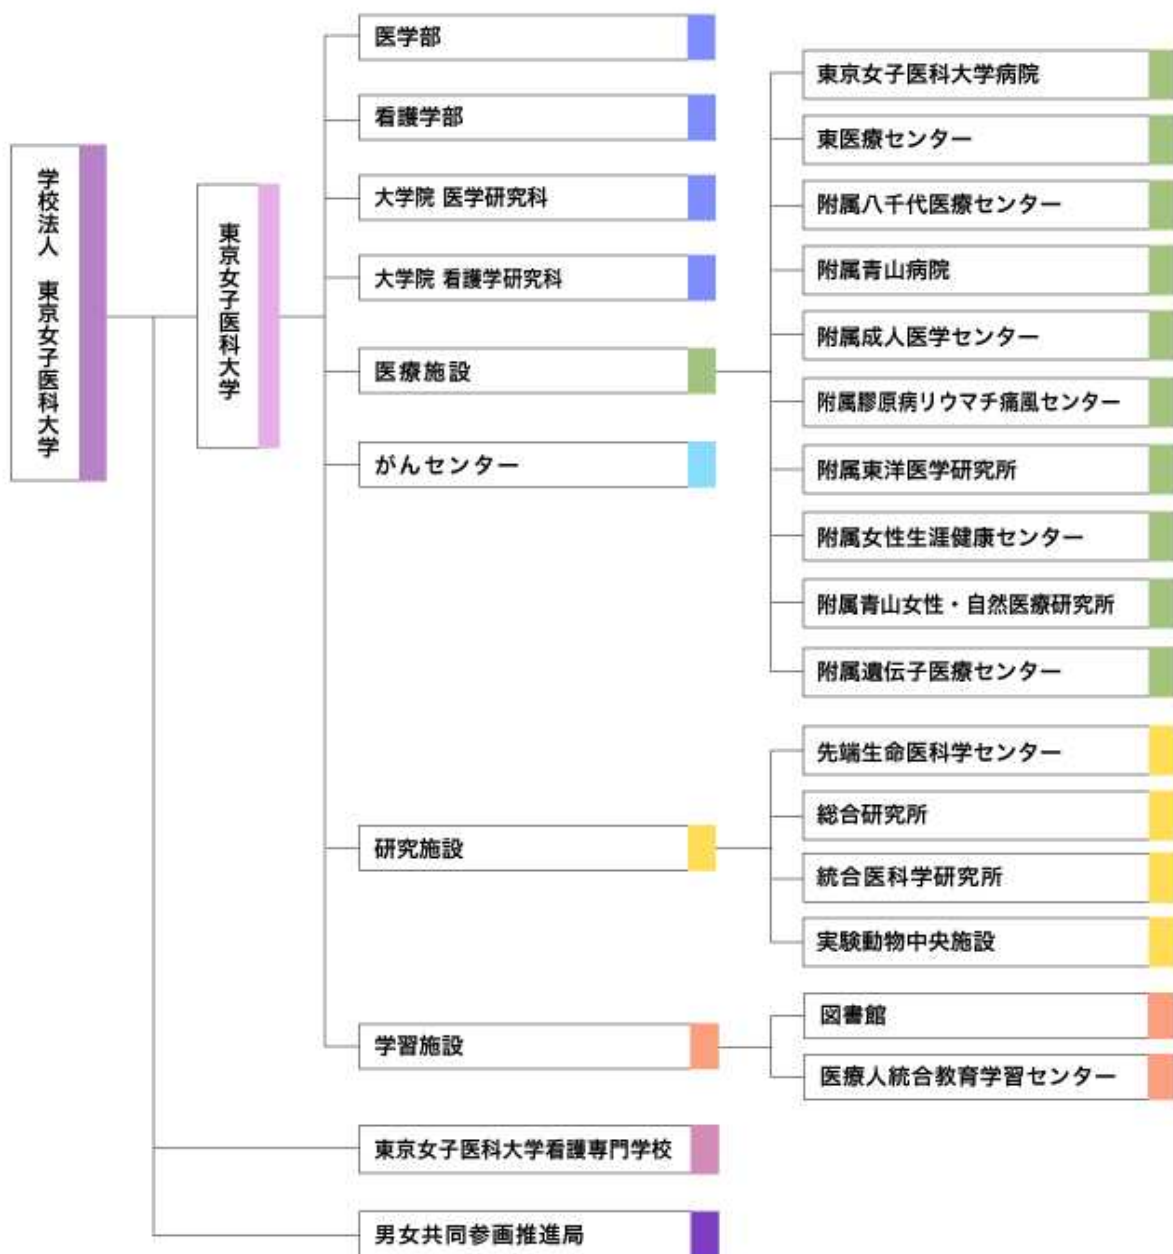 学校法人　東京女子医科大学
東京女子医科大学
医学部
看護学部
大学院 医学研究科
大学院 看護学研究科
医療施設
東京女子医科大学病院
東医療センター
附属八千代医療センター
附属青山病院
附属成人医学センター
附属膠原病リウマチ痛風センター
附属東洋医学研究所
附属女性生涯健康センター
附属青山女性・自然医療研究所
附属遺伝子医療センター
がんセンター
研究施設
先端生命医科学センター
総合研究所
統合医科学研究所
実験動物中央施設
学習施設
図書館
医療人統合教育学習センター
東京女子医科大学看護専門学校
男女共同参画推進局